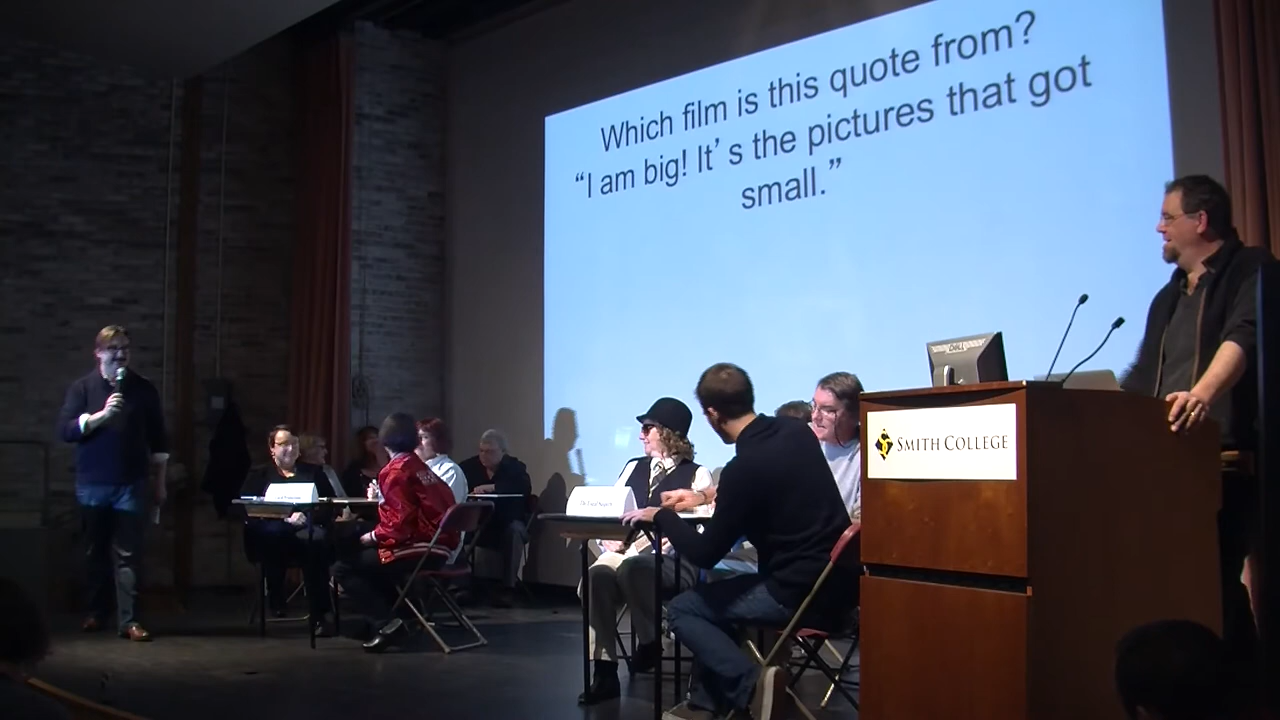 Which film is this quote from?
“I am big! It’s the pictures that got
small.”
DELL
SMITH COLLEGE